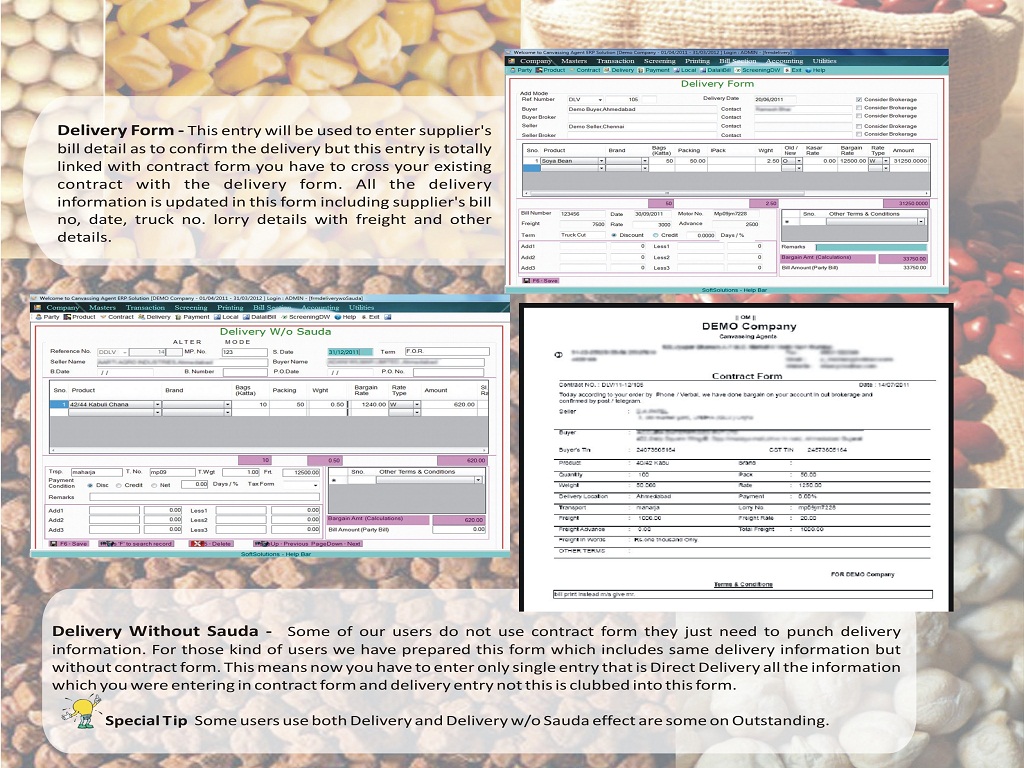 Delivery Form - This entry will be used to enter supplier's
bill detail as to confirm the delivery but this entry is totally
linked with contract form you have to cross your existing
contract with the delivery form. All the delivery
information is updated in this form including supplier's bill
no, date, truck no. lorry details with freight and other
details.
Welcome to Canvassing Agent ERP Solution [Demo Company - 01/04/2011 - 31/03/2012 ] Login : ADMIN - [frmdelivery]
Company Masters Transaction Screening Printing Bill Section Accounting Utilities
Party Product Contract Delivery Payment Local DalaliBill ScreeningDW Exit Help
Delivery Form
Add Mode
Ref. Number DLV 105 Delivery Date 20/06/2011 Consider Brokerage
Buyer Demo Buyer,Ahmedabad Contact Consider Brokerage
Buyer Broker Contact Consider Brokerage
Seller Demo Seller,Chennai Contact Consider Brokerage
Seller Broker Contact Consider Brokerage
Sno. Product Brand Bags (Katta) Packing IPack Wght Old / New Kasar Rate Bargain Rate Rate Type Amount
1 Soya Bean 50 50.00 2.50 O 0.00 12500.00 W 31250.0000
50 2.50 31250.0000
Bill Number 123456 Date 30/09/2011 Motor No. Mp09jm7228 Sno. Other Terms & Conditions
Freight 7500 Rate 3000 Advance 2500
Term Truck Cut Discount Credit 0.0000 Days / %
Add1 0 Less1 0 Remarks
Add2 0 Less2 0 Bargain Amt (Calculations) 33750.00
Add3 0 Less3 0 Bill Amount (Party Bill) 33750.00
F6 - Save
SoftSolutions - Help Bar
Welcome to Canvassing Agent ERP Solution [DEMO Company - 01/04/2011 - 31/03/2012 ] Login : ADMIN - [frmdeliverywoSauda]
Company Masters Transaction Screening Printing Bill Section Accounting Utilities
Party Product Contract Delivery Payment Local DalaliBill ScreeningDW Help Exit
Delivery W/o Sauda
ALTER MODE
Reference No. DDLV - 14 MP. No. 123 S. Date 31/12/2011 Term F.O.R.
Seller Name Buyer Name
B.Date / / B. Number P.O.Date / / P.O. No.
Sno. Product Brand Bags (Katta) Packing Wght Bargain Rate Rate Type Amount
1 42/44 Kabuli Chana 10 50 0.50 1240.00 W 620.00
10 0.50 620.00
Trsp. maharja T. No. mp09 T.Wgt 1.00 Frt. 12500.00 Sno. Other Terms & Conditions
Payment Condition Disc Credit Net 0.00 Days / % Tax Form
Remarks
Add1 0.00 Less1 0.00
Add2 0.00 Less2 0.00 Bargain Amt (Calculations) 620.00
Add3 0.00 Less3 0.00 Bill Amount (Party Bill) 0.00
F6 - Save 'F' to search record - Delete Up : Previous PageDown - Next
SoftSolutions - Help Bar
|| OM ||
DEMO Company
Canvassing Agents
Contract Form
Contract NO. : DLV/11-12/105 Date : 14/07/2011
Today according to your order by Phone / Verbal, we have done bargain on your account in out brokerage and
confirmed by post / telegram.
Seller :
Buyer :
Buyer's Tin : 24073805164 CST TIN : 24573805164
Product : 40/42 Kabu Brand :
Quantity : 100 Pack : 50.00
Weight : 50.000 Rate : 1250.00
Delivery Location : Ahmedabad Payment : 0.00%
Transport : maharja Lorry No. : mp09jm7228
Freight : 1000.00 Freight Rate : 20.00
Freight Advance : 0.00 Total Freight : 1000.00
Freight In Words : Rs.one thousand Only
OTHER TERMS :
FOR DEMO Company
Terms & Conditions
bill print instead m/s give mr.
Delivery Without Sauda - Some of our users do not use contract form they just need to punch delivery
information. For those kind of users we have prepared this form which includes same delivery information but
without contract form. This means now you have to enter only single entry that is Direct Delivery all the information
which you were entering in contract form and delivery entry not this is clubbed into this form.
Special Tip Some users use both Delivery and Delivery w/o Sauda effect are some on Outstanding.